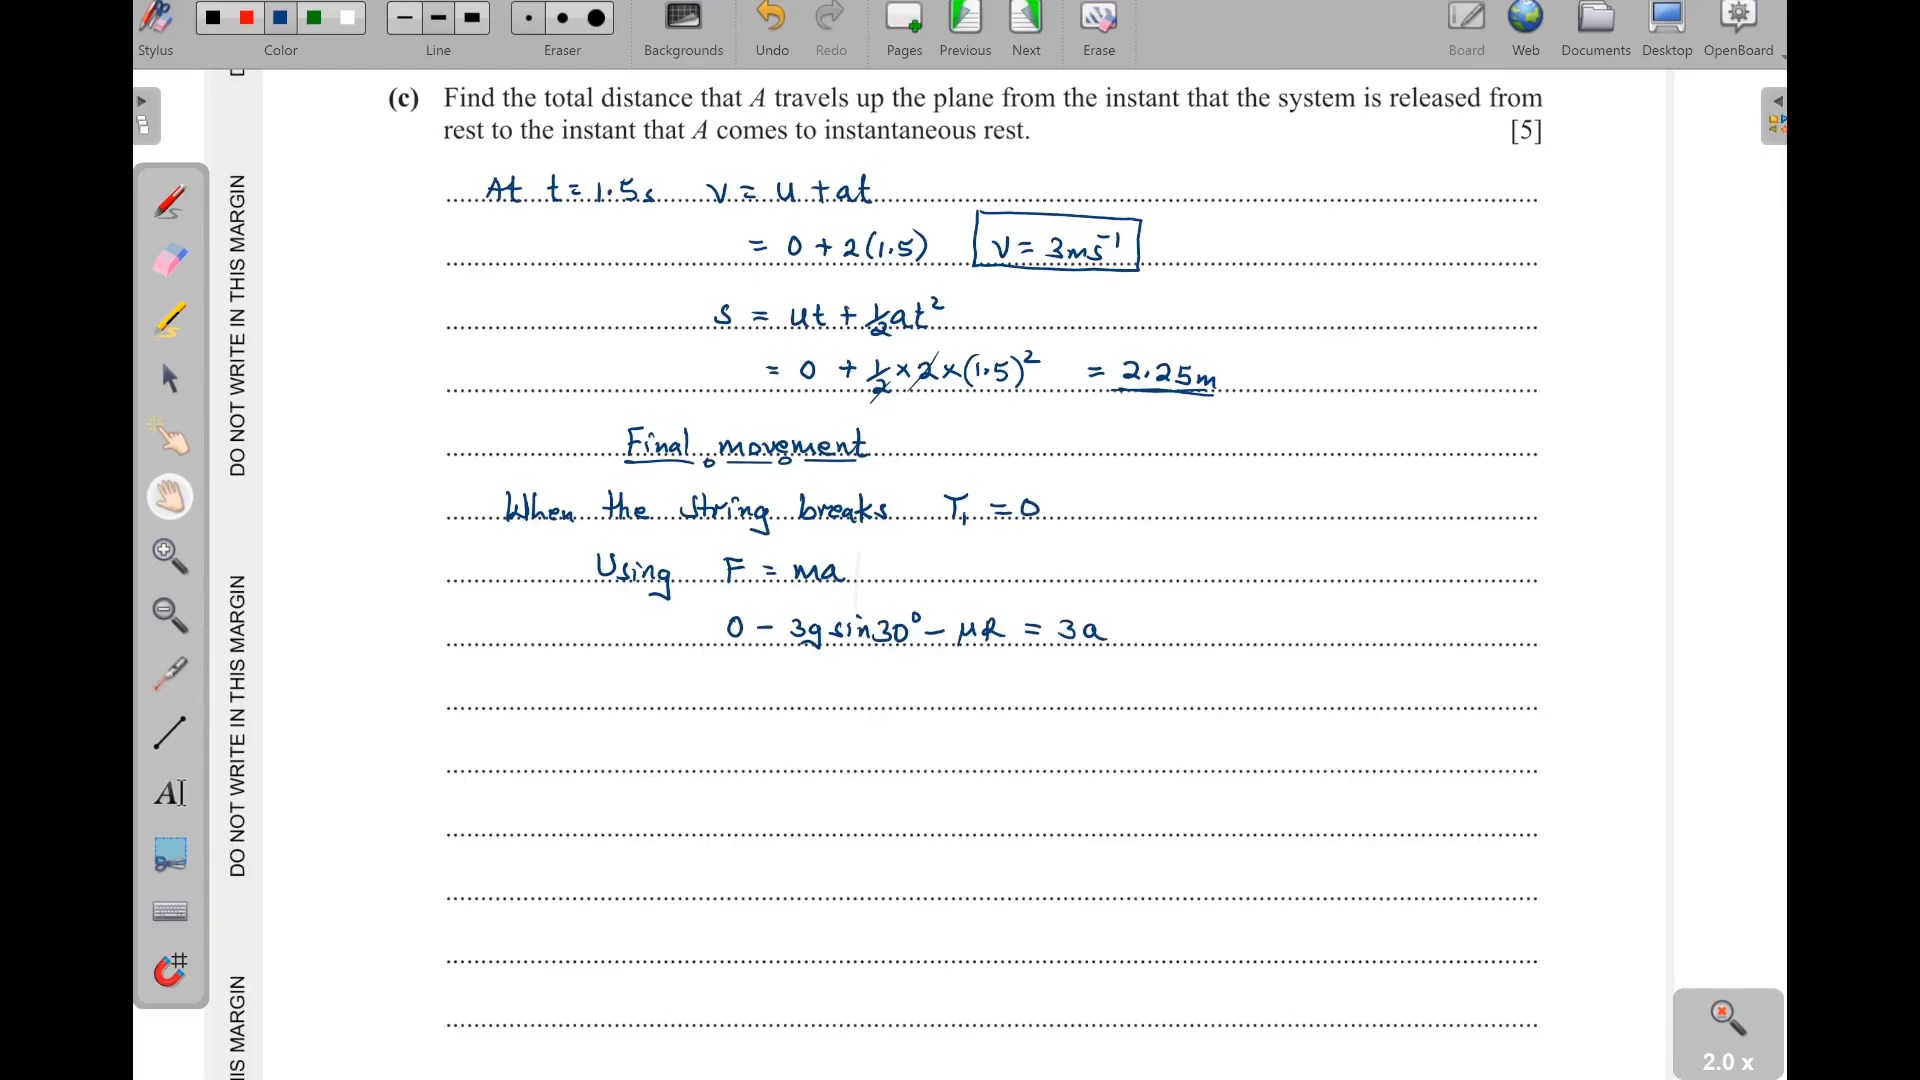 Stylus
Color
Line
Eraser
Backgrounds
Undo
Redo
Pages
Previous
Next
Erase
Board
Web
Documents
Desktop
OpenBoard
(c) Find the total distance that A travels up the plane from the instant that the system is released from
rest to the instant that A comes to instantaneous rest. [5]
At t = 1.5s v = u + at
= 0 + 2(1.5) v = 3ms⁻¹
s = ut + ½at²
= 0 + ½ × 2 × (1.5)² = 2.25m
Final movement
When the string breaks T₁ = 0
Using F = ma
0 - 3g sin30° - μR = 3a
DO NOT WRITE IN THIS MARGIN
DO NOT WRITE IN THIS MARGIN
HIS MARGIN
2.0 x